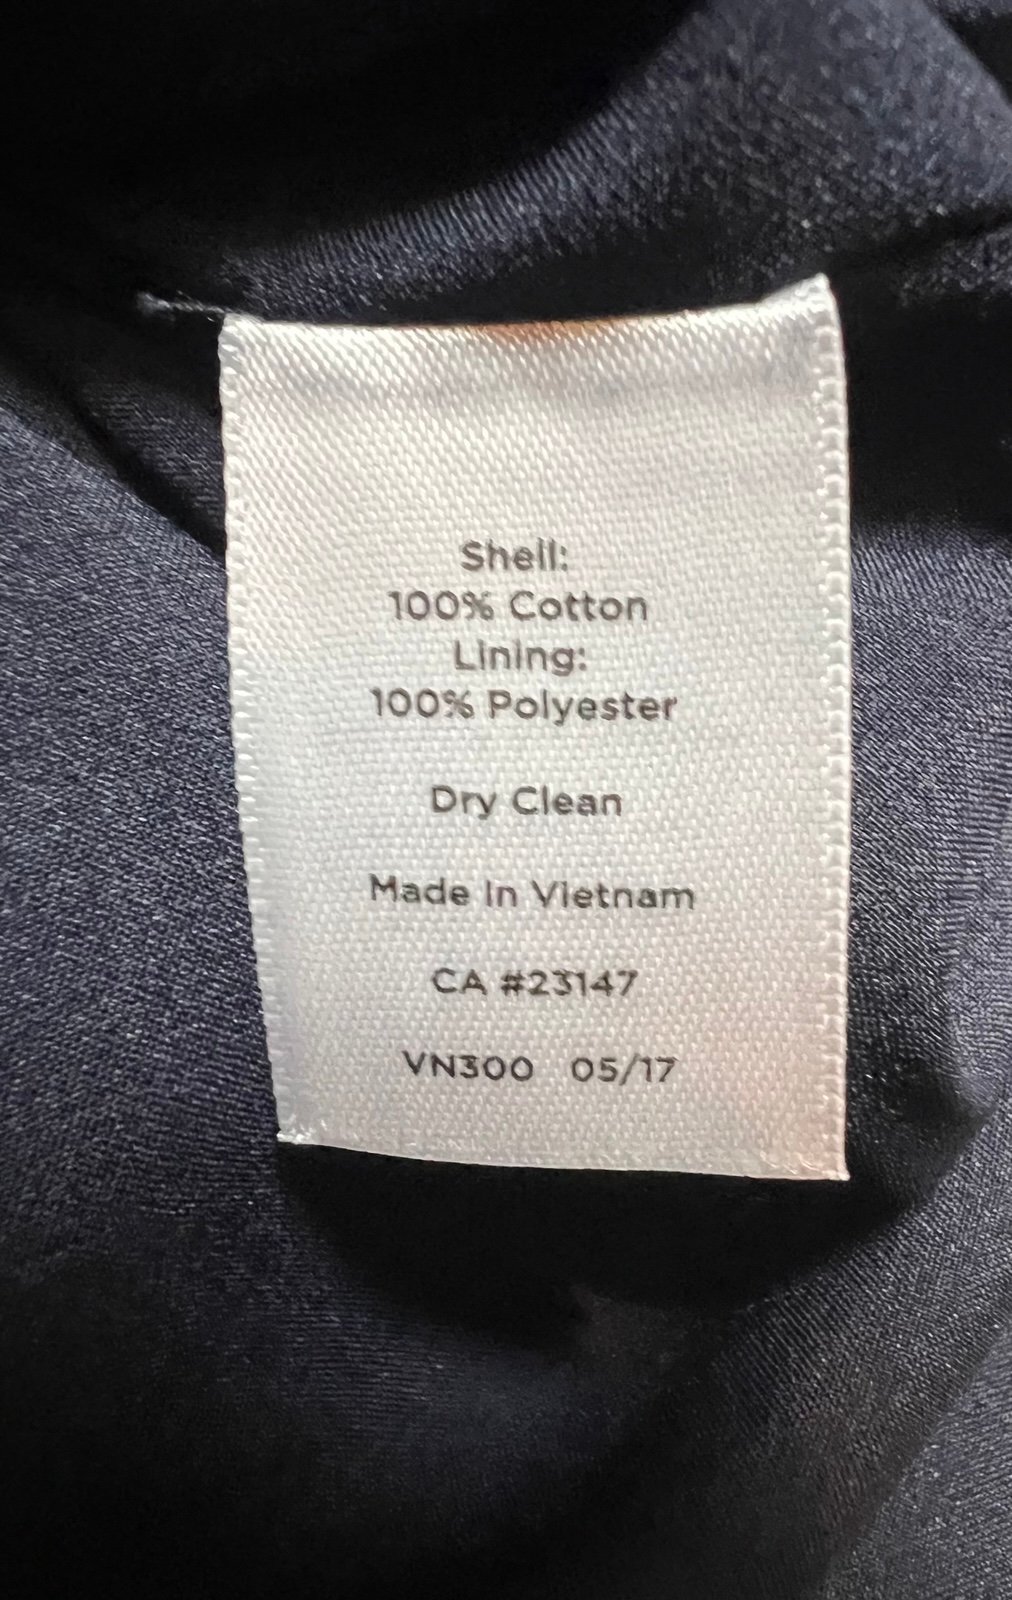 Shell:
100% Cotton
Lining:
100% Polyester
Dry Clean
Made In Vietnam
CA #23147
VN300 05/17